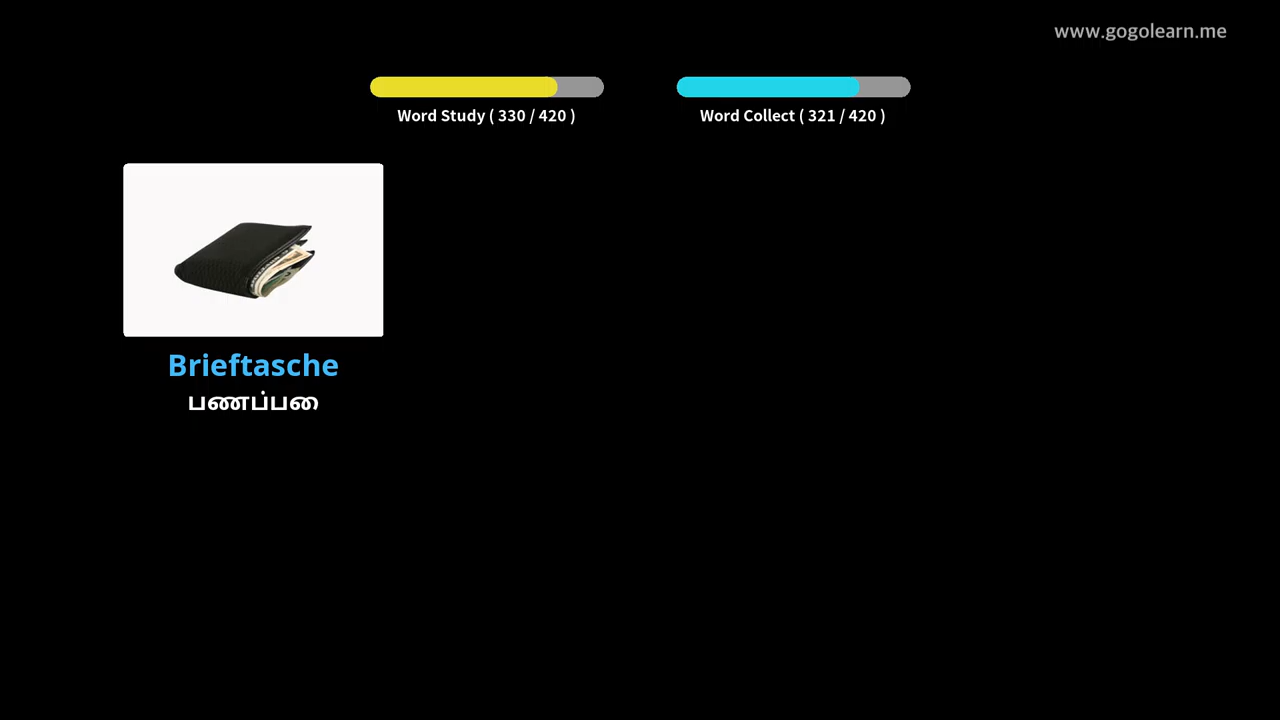 www.gogolearn.me
Word Study ( 330 / 420 )
Word Collect ( 321 / 420 )
Brieftasche
பணப்பை